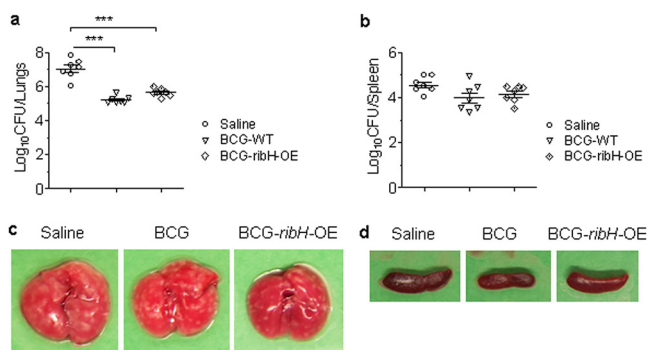 a
***
***
Log10CFU/Lungs
8
6
4
2
0
Saline
BCG-WT
BCG-ribH-OE
b
Log10CFU/Spleen
6
4
2
0
Saline
BCG-WT
BCG-ribH-OE
c
Saline BCG BCG-ribH-OE
d
Saline BCG BCG-ribH-OE